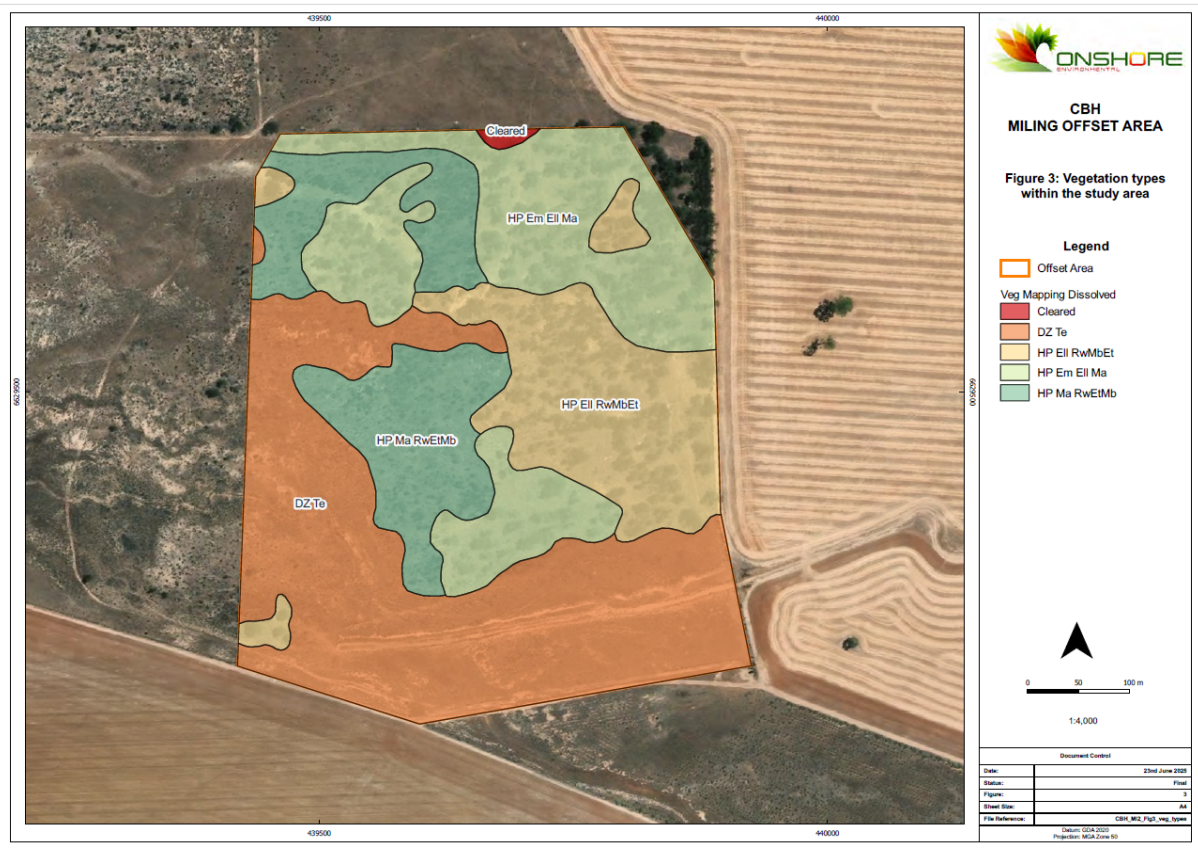 439500
440000
6629500
6629500
Cleared
HP Em Ell Ma
HP Ell RwMbEt
HP Ma RwEtMb
DZ Te
439500
440000
ONSHORE
ENVIRONMENTAL
CBH
MILING OFFSET AREA
Figure 3: Vegetation types
within the study area
Legend
Offset Area
Veg Mapping Dissolved
Cleared
DZ Te
HP Ell RwMbEt
HP Em Ell Ma
HP Ma RwEtMb
0 50 100 m
1:4,000
Document Control
Date: 23nd June 2025
Status: Final
Figure: 3
Sheet Size: A4
File Reference: CBH_Mi2_Fig3_veg_types
Datum: GDA 2020
Projection: MGA Zone 50